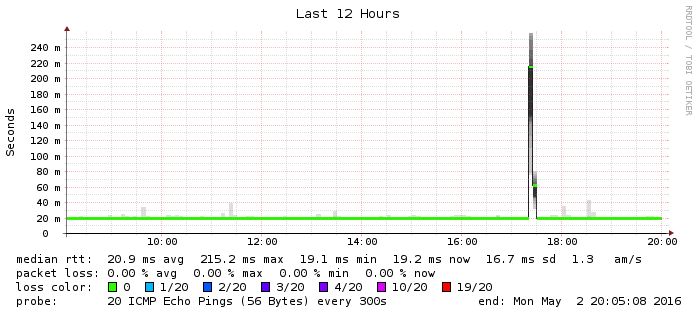 Last 12 Hours
RRDTOOL / TOBI OETIKER
Seconds
240 m
220 m
200 m
180 m
160 m
140 m
120 m
100 m
80 m
60 m
40 m
20 m
0
10:00 12:00 14:00 16:00 18:00 20:00
median rtt: 20.9 ms avg 215.2 ms max 19.1 ms min 19.2 ms now 16.7 ms sd 1.3 am/s
packet loss: 0.00 % avg 0.00 % max 0.00 % min 0.00 % now
loss color: 0 1/20 2/20 3/20 4/20 10/20 19/20
probe: 20 ICMP Echo Pings (56 Bytes) every 300s end: Mon May 2 20:05:08 2016